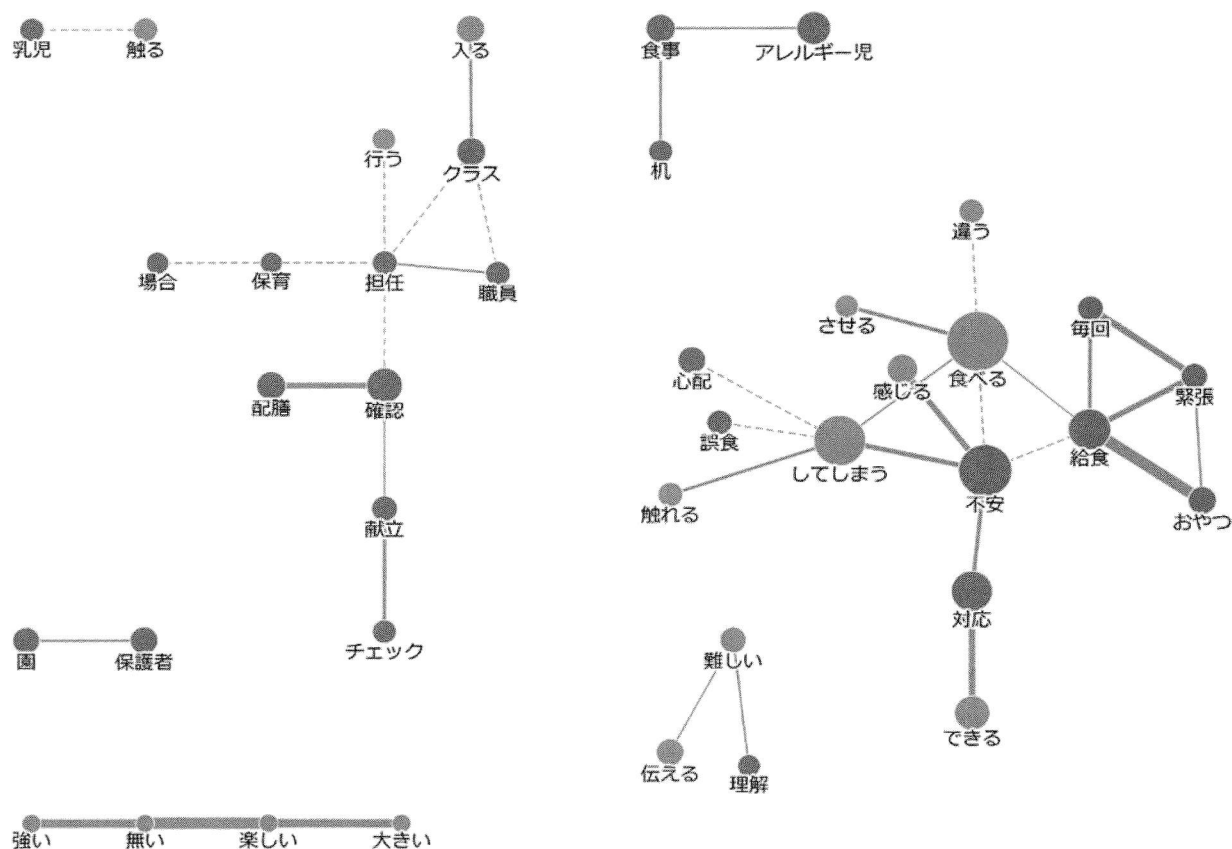 乳児
触る
入る
食事
アレルギー児
行う
クラス
机
違う
場合
保育
担任
職員
させる
毎回
食べる
心配
感じる
緊張
配膳
確認
誤食
給食
してしまう
不安
触れる
おやつ
献立
対応
園
保護者
チェック
難しい
できる
伝える
理解
強い
無い
楽しい
大きい